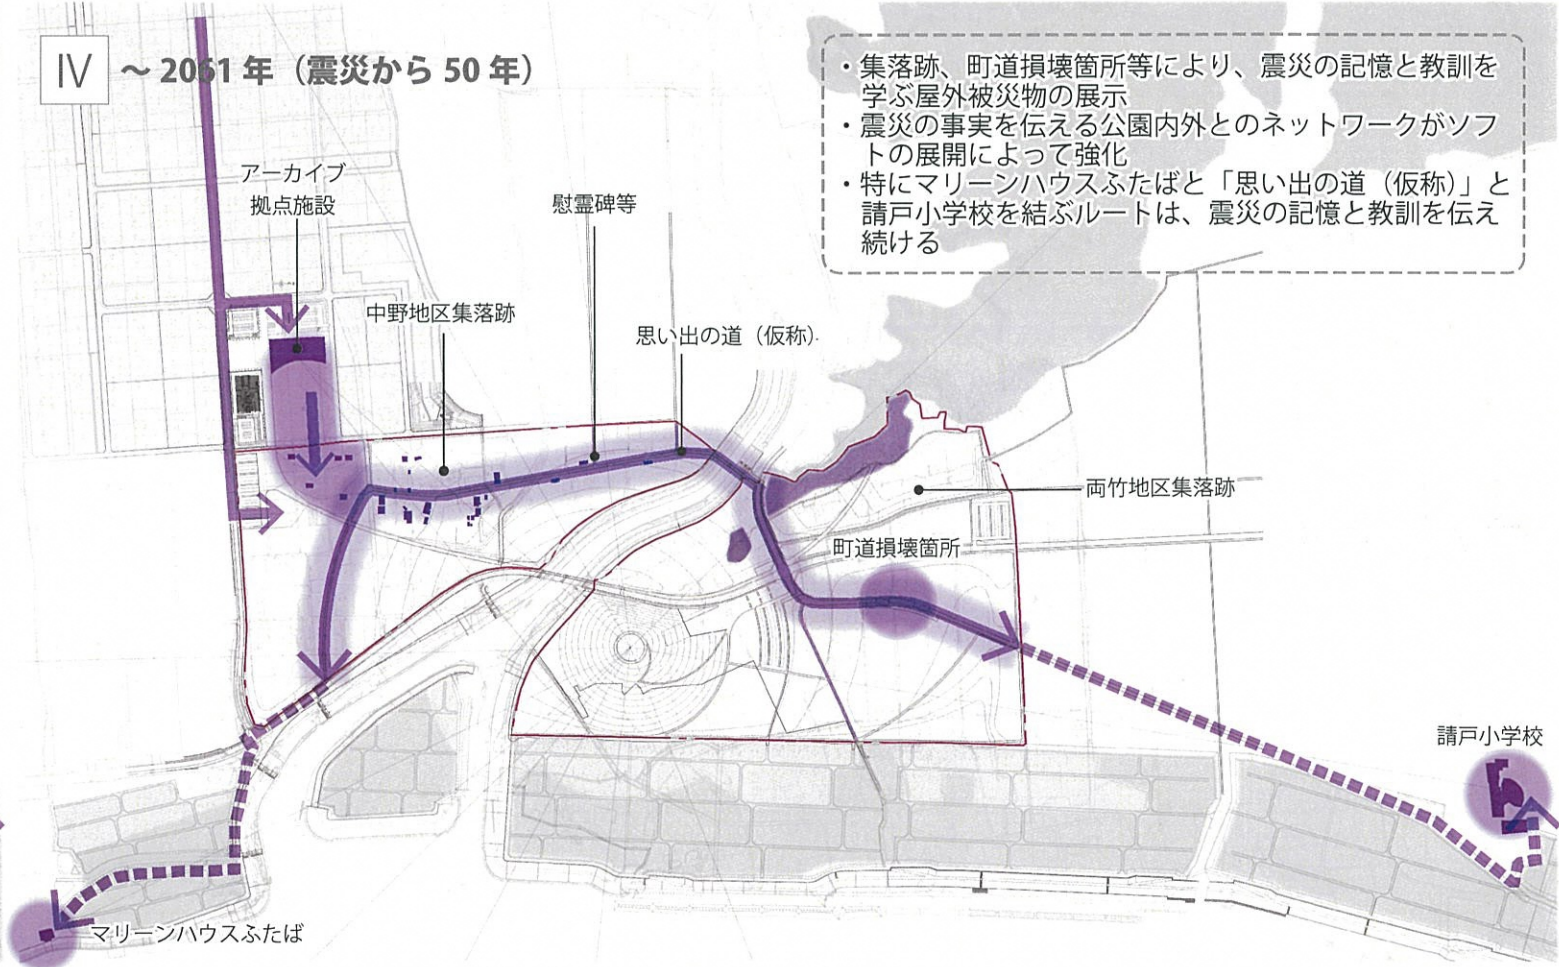 Ⅳ ～2061年（震災から50年）
・集落跡、町道損壊箇所等により、震災の記憶と教訓を
学ぶ屋外被災物の展示
・震災の事実を伝える公園内外とのネットワークがソフ
トの展開によって強化
・特にマリーンハウスふたばと「思い出の道（仮称）」と
請戸小学校を結ぶルートは、震災の記憶と教訓を伝え
続ける
アーカイブ
拠点施設
慰霊碑等
中野地区集落跡
思い出の道（仮称）
両竹地区集落跡
町道損壊箇所
請戸小学校
マリーンハウスふたば